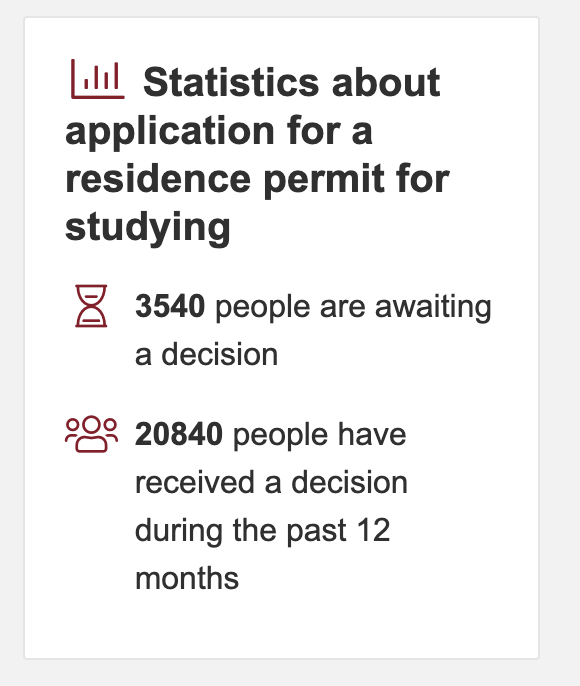 Statistics about
application for a
residence permit for
studying
3540 people are awaiting
a decision
20840 people have
received a decision
during the past 12
months